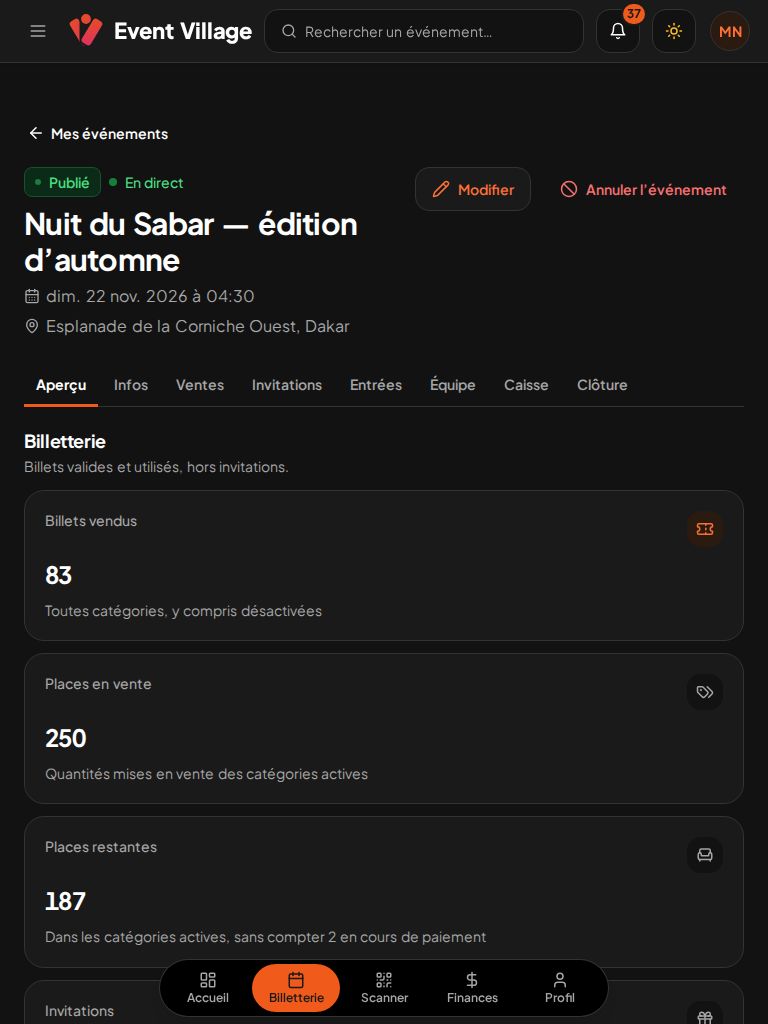 Event Village
Rechercher un événement...
37
MN
Mes événements
Publié
En direct
Modifier
Annuler l’événement
Nuit du Sabar — édition
d’automne
dim. 22 nov. 2026 à 04:30
Esplanade de la Corniche Ouest, Dakar
Aperçu Infos Ventes Invitations Entrées Équipe Caisse Clôture
Billetterie
Billets valides et utilisés, hors invitations.
Billets vendus
83
Toutes catégories, y compris désactivées
Places en vente
250
Quantités mises en vente des catégories actives
Places restantes
187
Dans les catégories actives, sans compter 2 en cours de paiement
Invitations
Accueil Billetterie Scanner Finances Profil